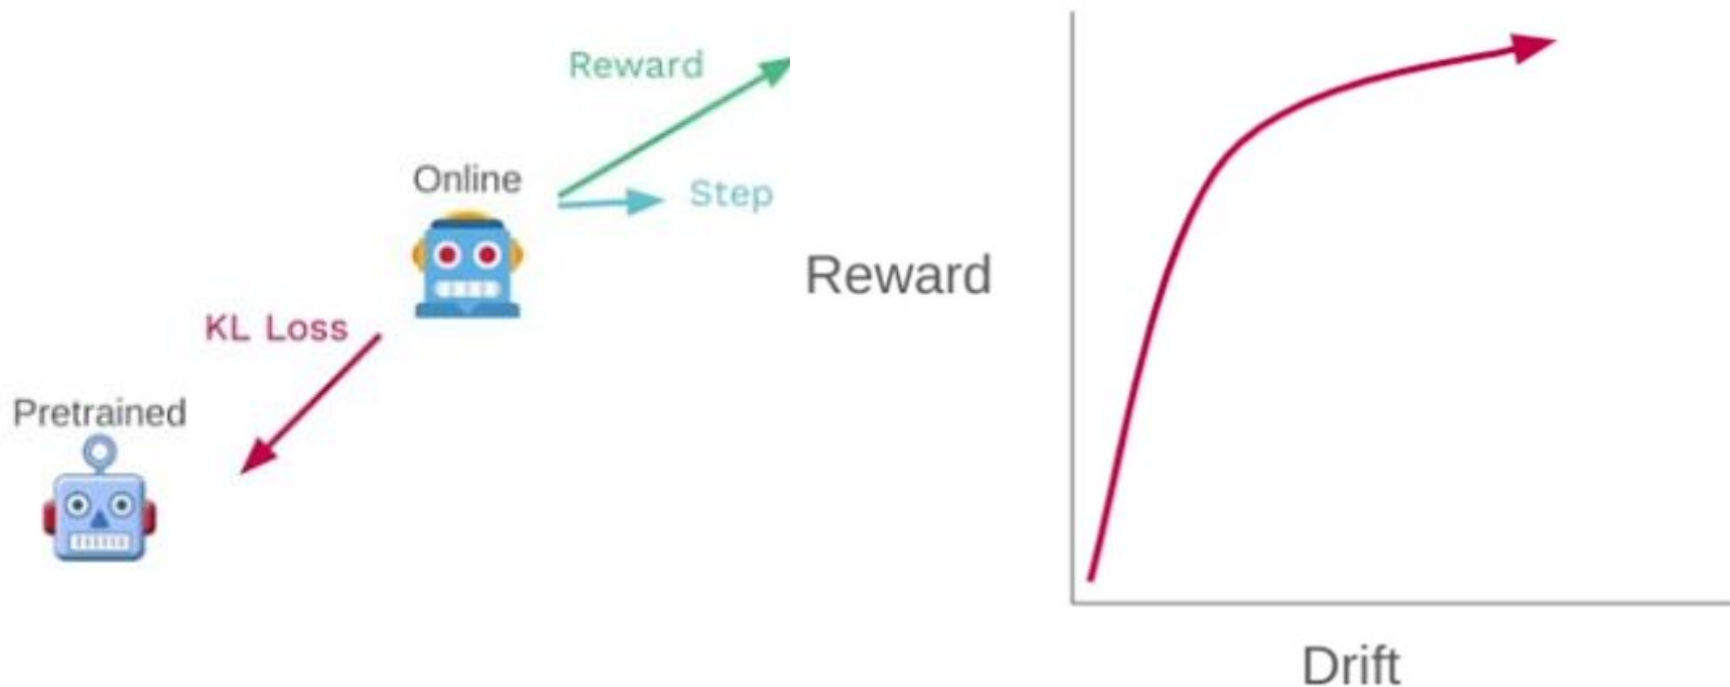 Reward
Online
Step
KL Loss
Pretrained
Reward
Drift